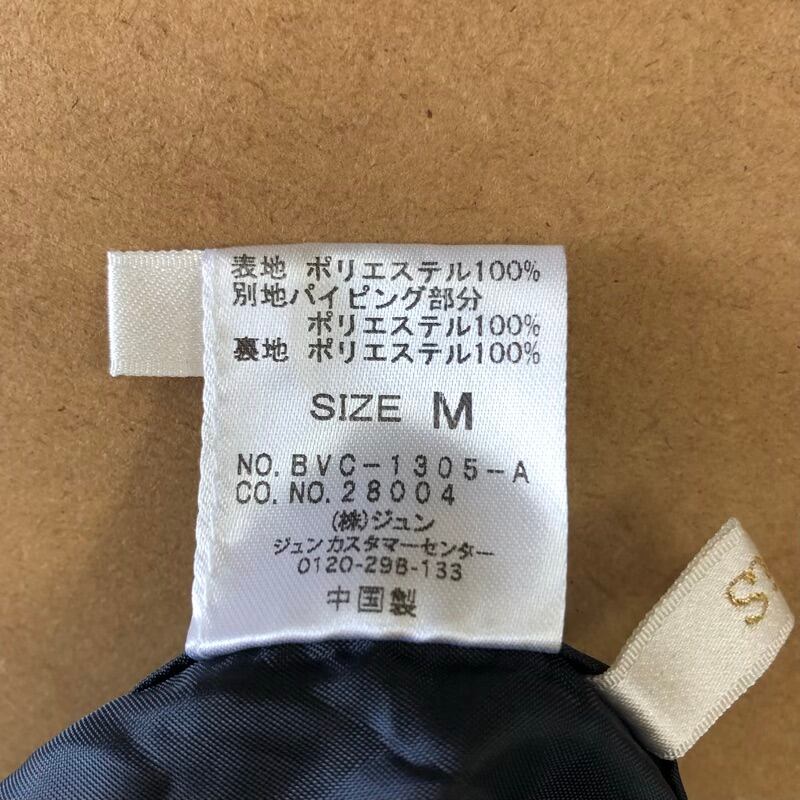 表地 ポリエステル100%
別地パイピング部分
ポリエステル100%
裏地 ポリエステル100%
SIZE M
NO. BVC-1305-A
CO. NO. 28004
(株)ジュン
ジュンカスタマーセンター
0120-298-133
中国製